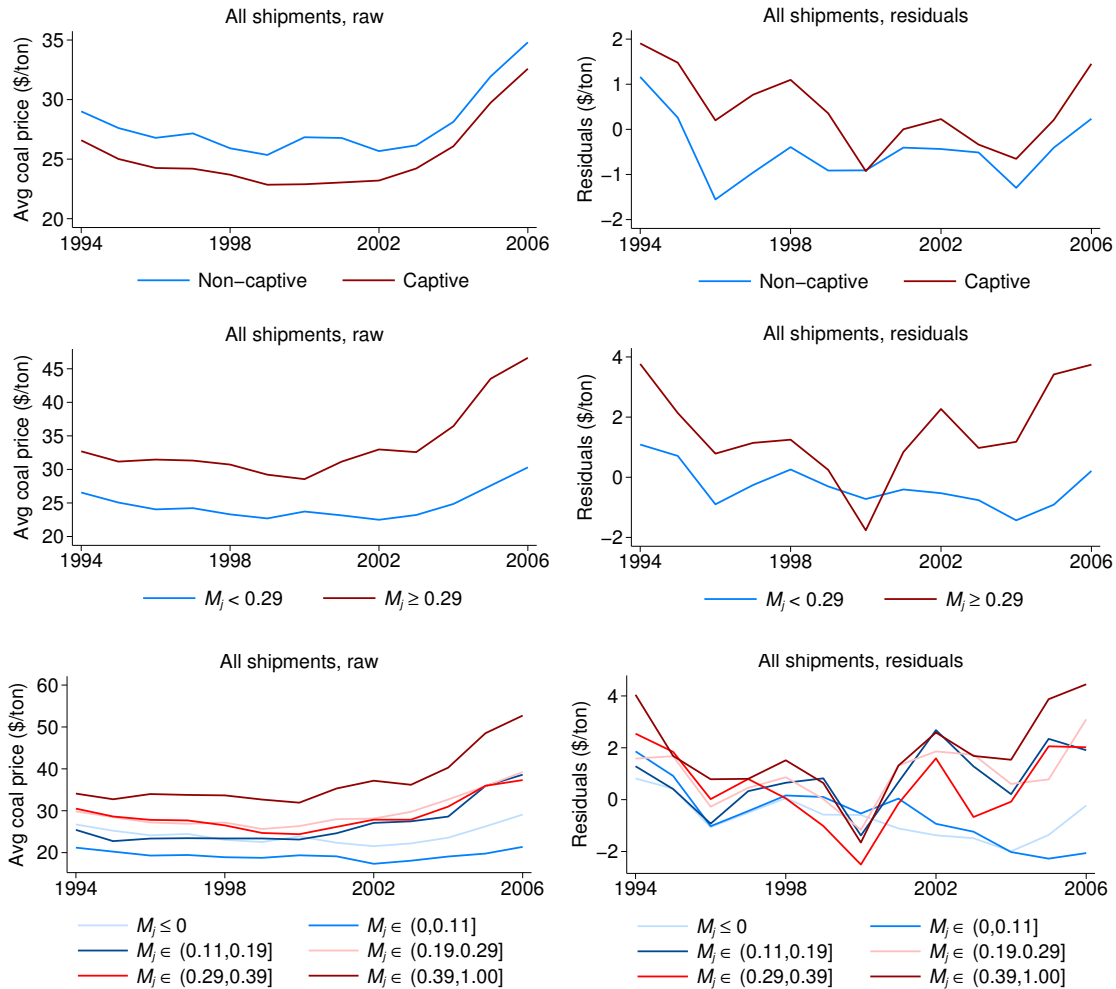 All shipments, raw
Avg coal price ($/ton)
35
30
25
20
1994 1998 2002 2006
Non−captive Captive
All shipments, residuals
Residuals ($/ton)
2
1
0
−1
−2
1994 1998 2002 2006
Non−captive Captive
All shipments, raw
Avg coal price ($/ton)
45
40
35
30
25
20
1994 1998 2002 2006
Mj < 0.29 Mj ≥ 0.29
All shipments, residuals
Residuals ($/ton)
4
2
0
−2
1994 1998 2002 2006
Mj < 0.29 Mj ≥ 0.29
All shipments, raw
Avg coal price ($/ton)
60
50
40
30
20
1994 1998 2002 2006
Mj ≤ 0 Mj ∈ (0,0.11]
Mj ∈ (0.11,0.19] Mj ∈ (0.19.0.29]
Mj ∈ (0.29,0.39] Mj ∈ (0.39,1.00]
All shipments, residuals
Residuals ($/ton)
4
2
0
−2
1994 1998 2002 2006
Mj ≤ 0 Mj ∈ (0,0.11]
Mj ∈ (0.11,0.19] Mj ∈ (0.19.0.29]
Mj ∈ (0.29,0.39] Mj ∈ (0.39,1.00]